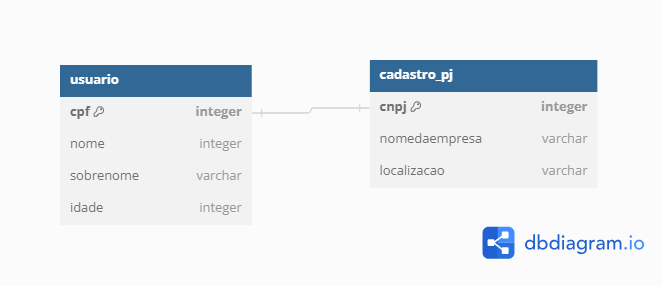 usuario
cpf integer
nome integer
sobrenome varchar
idade integer
cadastro_pj
cnpj integer
nomedaempresa varchar
localizacao varchar
dbdiagram.io